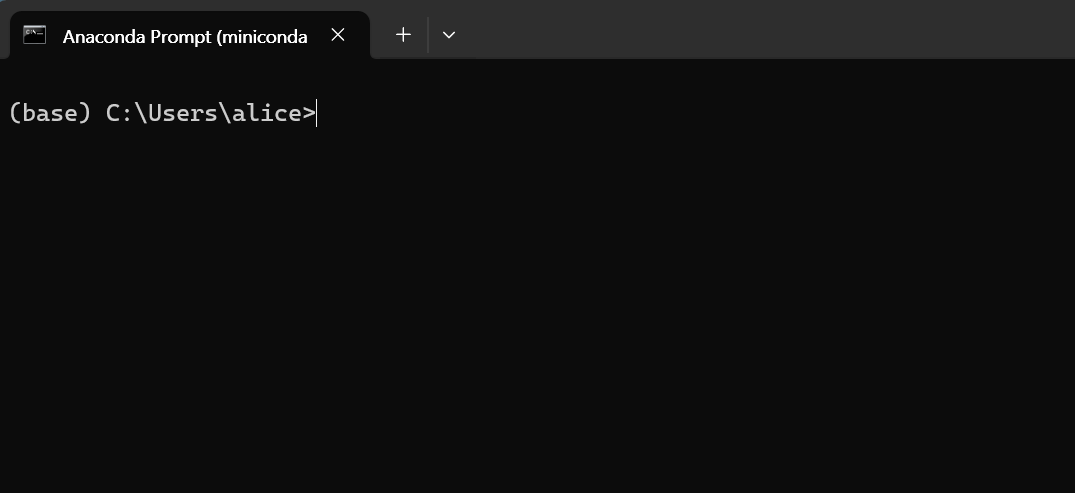 Anaconda Prompt (miniconda
(base) C:\Users\alice>